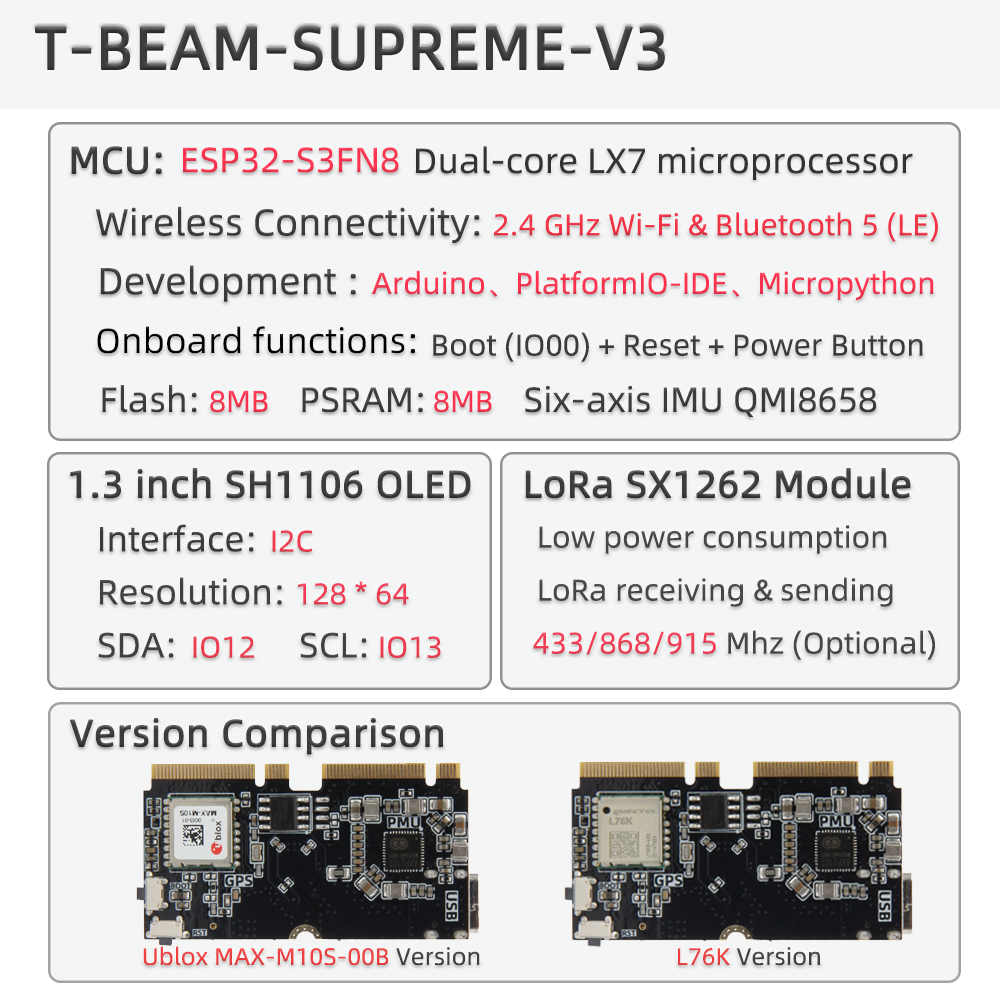 T-BEAM-SUPREME-V3
MCU: ESP32-S3FN8 Dual-core LX7 microprocessor
Wireless Connectivity: 2.4 GHz Wi-Fi & Bluetooth 5 (LE)
Development : Arduino、PlatformIO-IDE、Micropython
Onboard functions: Boot (IO00) + Reset + Power Button
Flash: 8MB PSRAM: 8MB Six-axis IMU QMI8658
1.3 inch SH1106 OLED
Interface: I2C
Resolution: 128 * 64
SDA: IO12 SCL: IO13
LoRa SX1262 Module
Low power consumption
LoRa receiving & sending
433/868/915 Mhz (Optional)
Version Comparison
MAX-M10S
ublox
PMU
GPS
BOOT
RST
USB
Ublox MAX-M10S-00B Version
L76K
PMU
GPS
BOOT
RST
USB
L76K Version